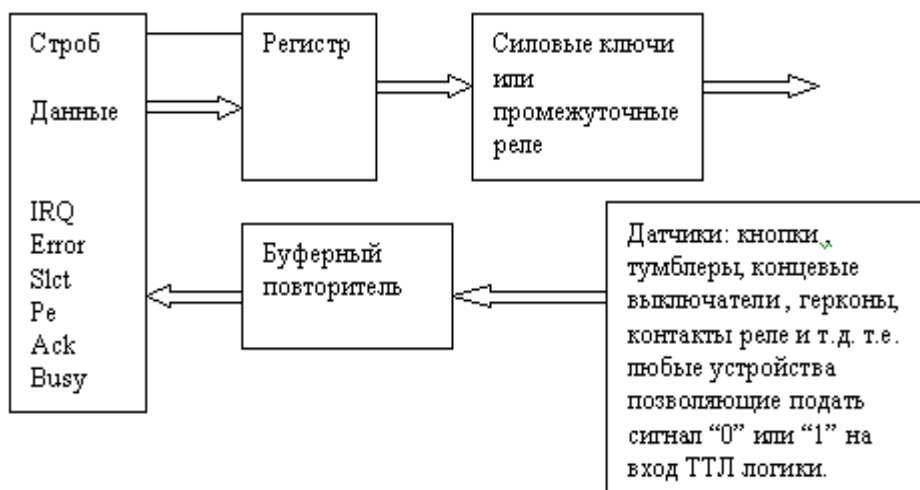 Строб
Данные
IRQ
Error
Slct
Pe
Ack
Busy
Регистр
Силовые ключи
или
промежуточные
реле
Буферный
повторитель
Датчики: кнопки ,
тумблеры, концевые
выключатели , герконы,
контакты реле и т.д. т.е.
любые устройства
позволяющие подать
сигнал “0” или “1” на
вход ТТЛ логики.